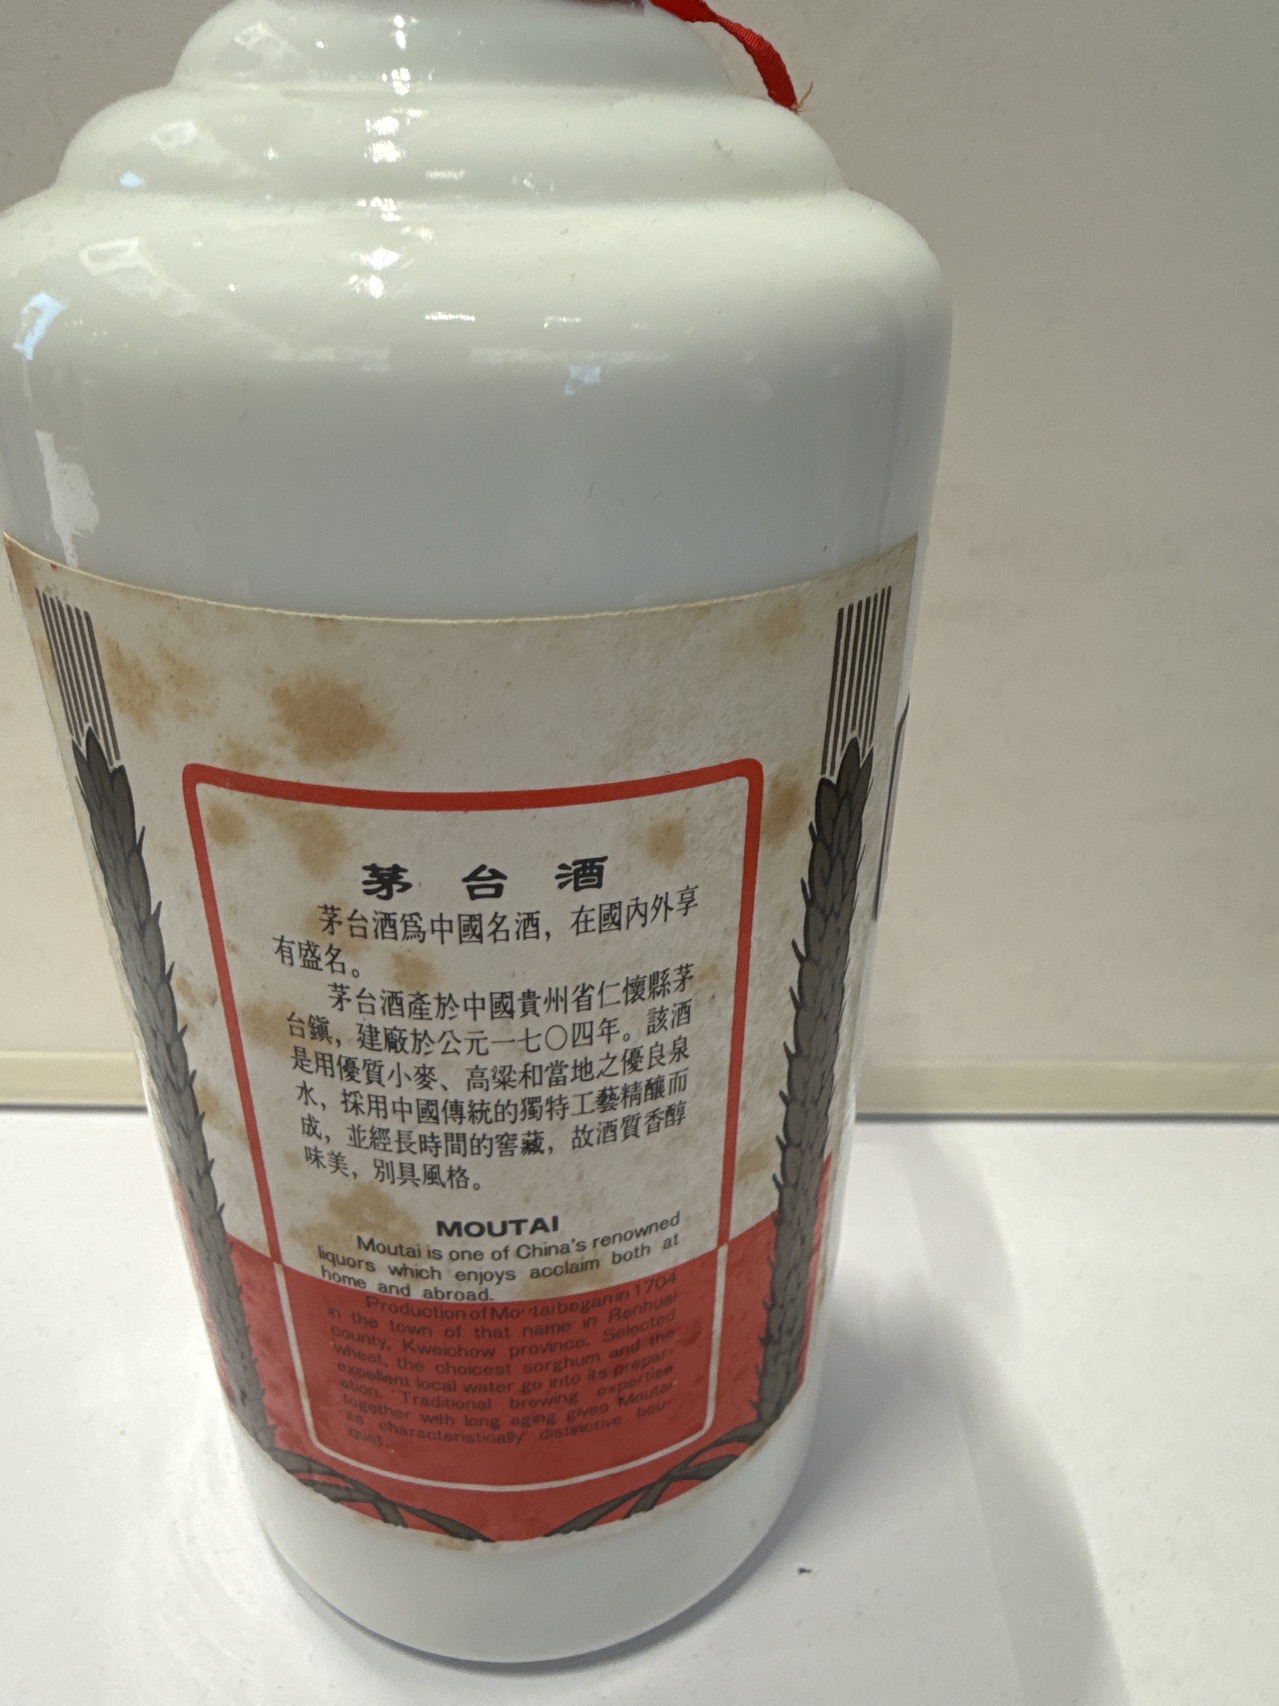 茅台酒
茅台酒爲中國名酒，在國內外享
有盛名。
茅台酒產於中國貴州省仁懷縣茅
台鎭，建廠於公元一七〇四年。該酒
是用優質小麥、高粱和當地之優良泉
水，採用中國傳統的獨特工藝精釀而
成，並經長時間的窖藏，故酒質香醇
味美，別具風格。
MOUTAI
Moutai is one of China's renowned
liquors which enjoys acclaim both at
home and abroad.
Production of Moutai began in 1704
in the town of that name in Renhuai
county, Kweichow province. Selected
wheat, the choicest sorghum and the
excellent local water go into its prepar-
ation. Traditional brewing expertise
together with long aging gives Moutai
its characteristically distinctive bou-
quet.